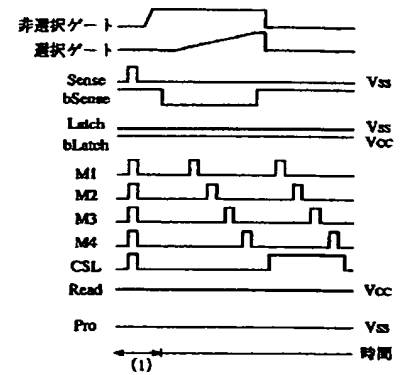 非選択ゲート
選択ゲート
Sense Vss
bSense
Latch Vss
bLatch Vcc
M1
M2
M3
M4
CSL
Read Vcc
Pro Vss
(1) 時間